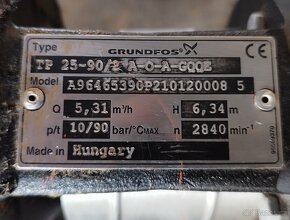 Type GRUNDFOS CE
TP 25-90/2 A-O-A-GQQE
Model A96465390P210120008 5
Q 5,31 m³/h H 6,34 m
p/t 10/90 bar/°CMAX n 2840 min⁻¹
Made in Hungary